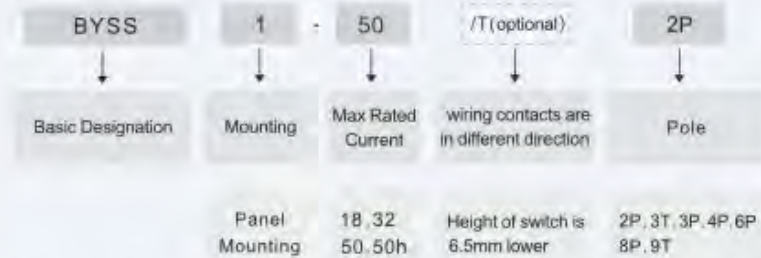 BYSS 1 - 50 /T(optional) 2P
Basic Designation
Mounting
Max Rated
Current
wiring contacts are
in different direction
Pole
Panel
Mounting
18,32
50,50h
Height of switch is
6.5mm lower
2P,3T,3P,4P,6P
8P,9T